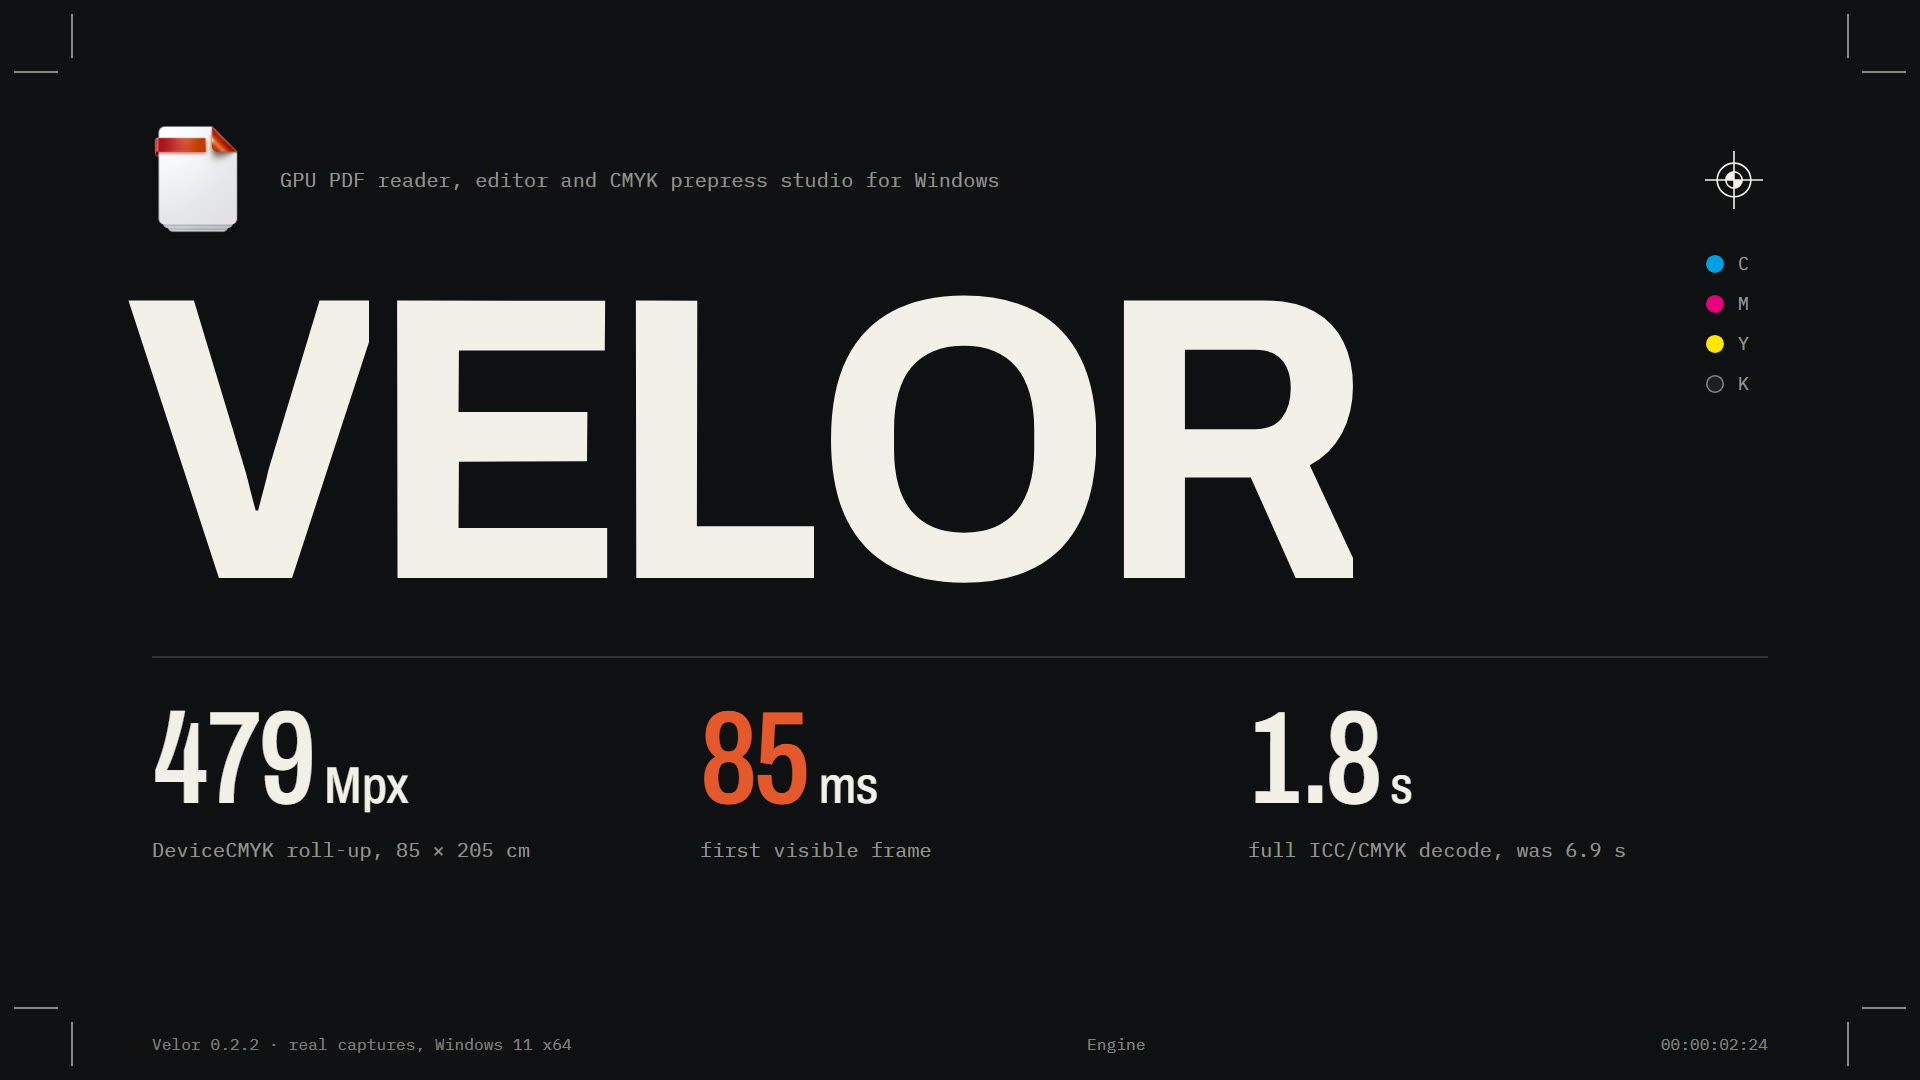 GPU PDF reader, editor and CMYK prepress studio for Windows
C
M
Y
K
VELOR
479 Mpx
DeviceCMYK roll-up, 85 × 205 cm
85 ms
first visible frame
1.8 s
full ICC/CMYK decode, was 6.9 s
Velor 0.2.2 · real captures, Windows 11 x64
Engine
00:00:02:24